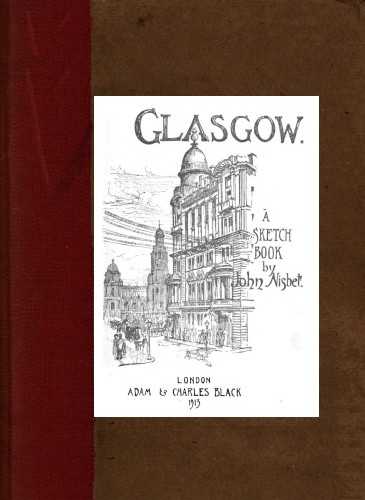 GLASGOW.
A
SKETCH
BOOK
by
John Nisbet.
LONDON
ADAM & CHARLES BLACK
1913